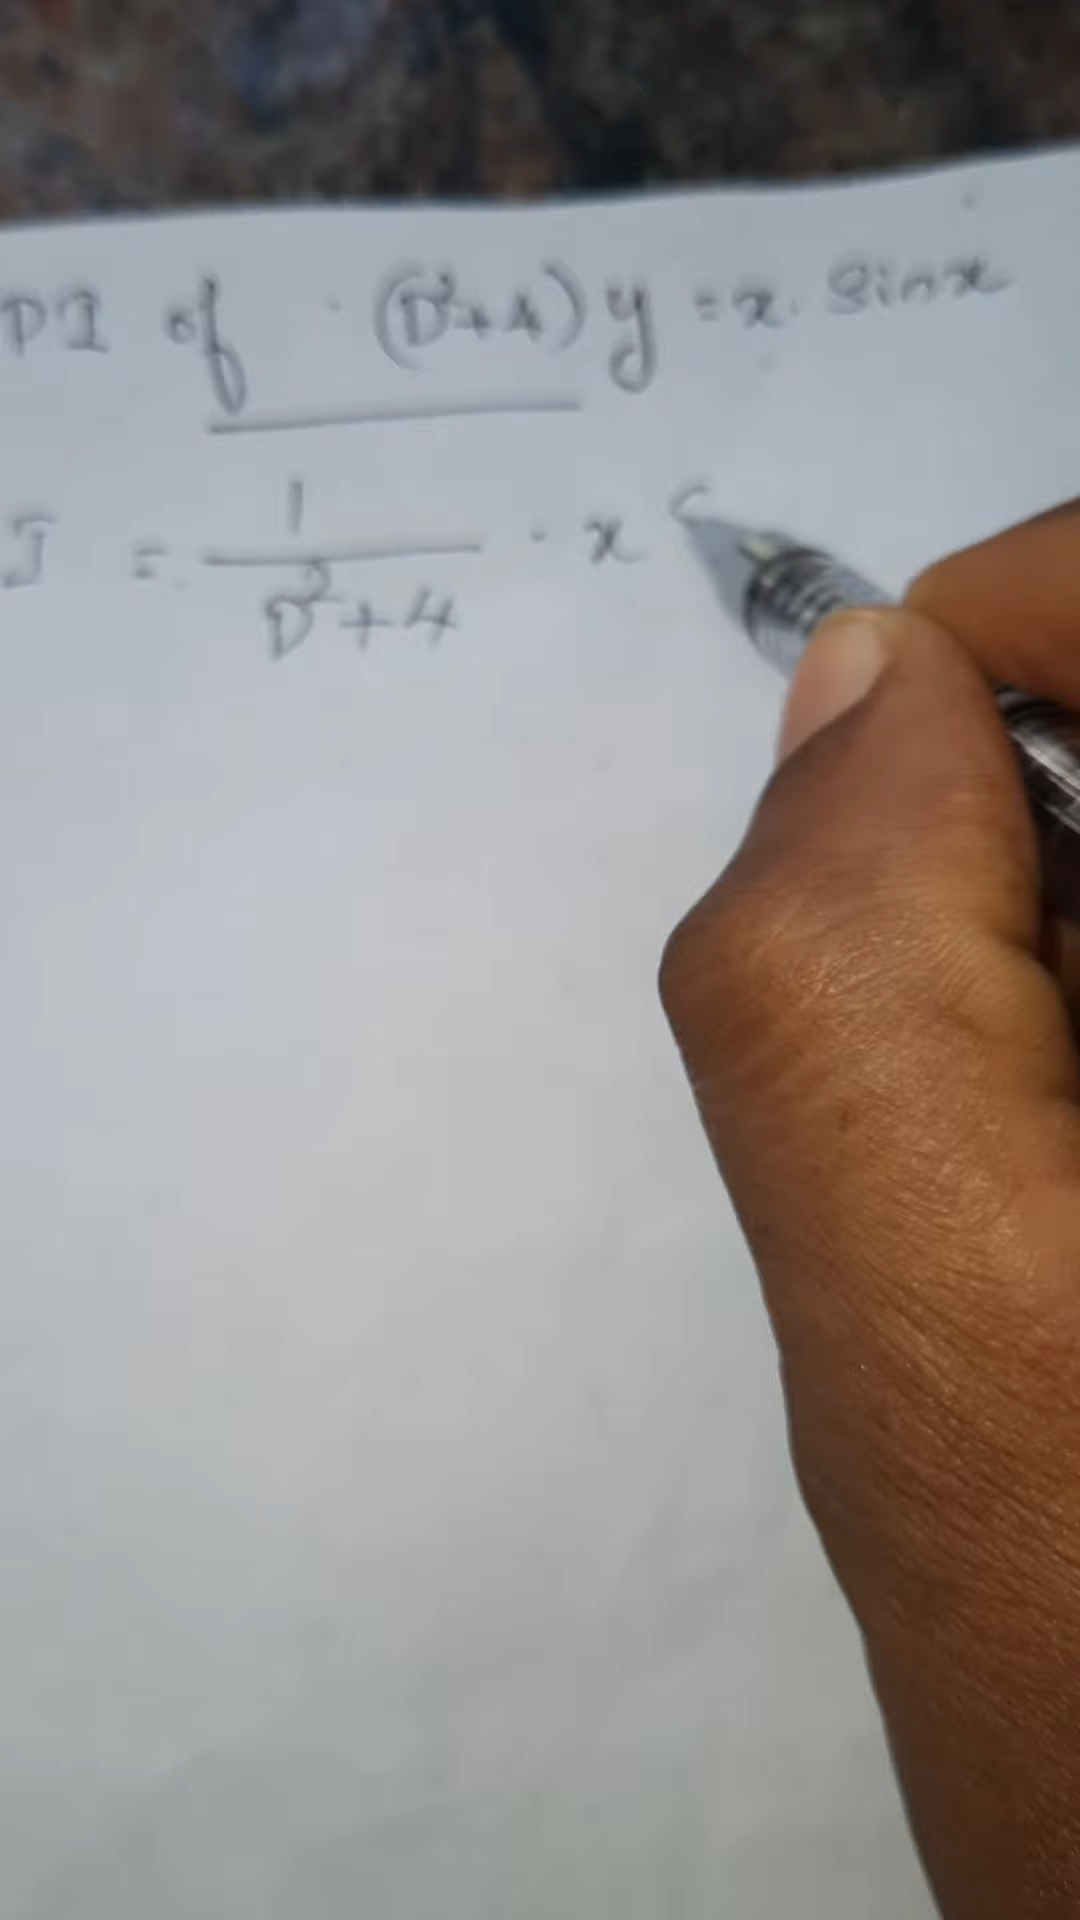 PI of (D²+4)y = x. sinx
I = 1/(D²+4) · x